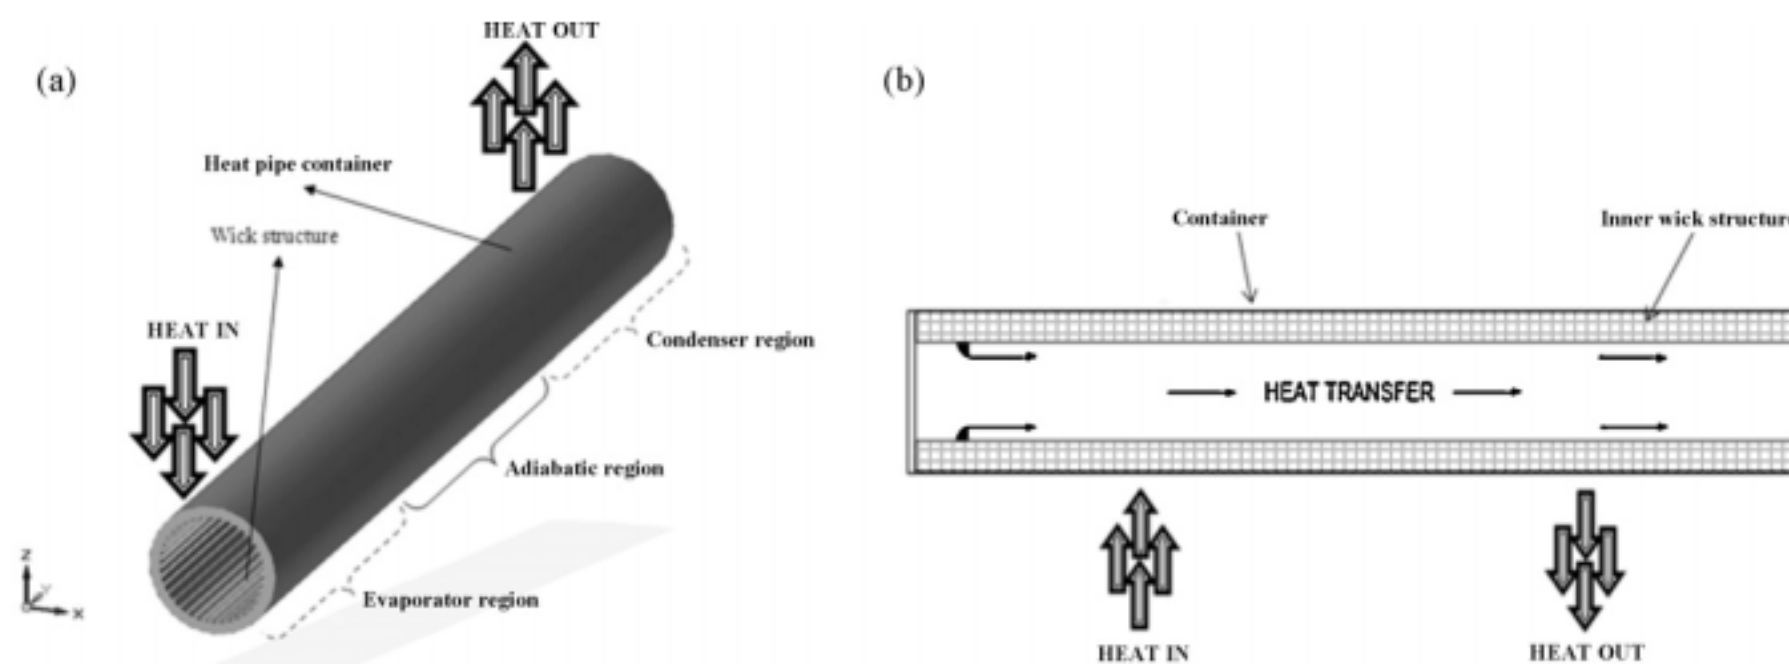 (a)
HEAT OUT
Heat pipe container
Wick structure
HEAT IN
Condenser region
Adiabatic region
Evaporator region
Z
Y
X
(b)
Container
Inner wick structure
HEAT TRANSFER
HEAT IN
HEAT OUT